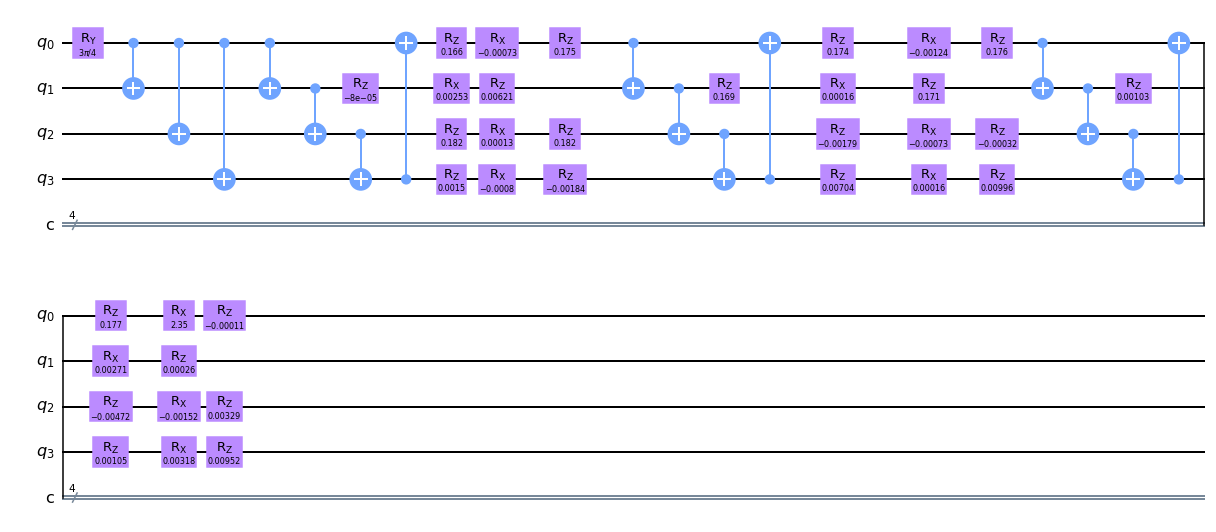 q0 RY 3π/4 RZ 0.166 RX −0.00073 RZ 0.175 RZ 0.174 RX −0.00124 RZ 0.176
q1 RZ −8e−05 RX 0.00253 RZ 0.00621 RZ 0.169 RX 0.00016 RZ 0.171 RZ 0.00103
q2 RZ 0.182 RX 0.00013 RZ 0.182 RZ −0.00179 RX −0.00073 RZ −0.00032
q3 RZ 0.0015 RX −0.0008 RZ −0.00184 RZ 0.00704 RX 0.00016 RZ 0.00996
c 4
q0 RZ 0.177 RX 2.35 RZ −0.00011
q1 RX 0.00271 RZ 0.00026
q2 RZ −0.00472 RX −0.00152 RZ 0.00329
q3 RZ 0.00105 RX 0.00318 RZ 0.00952
c 4